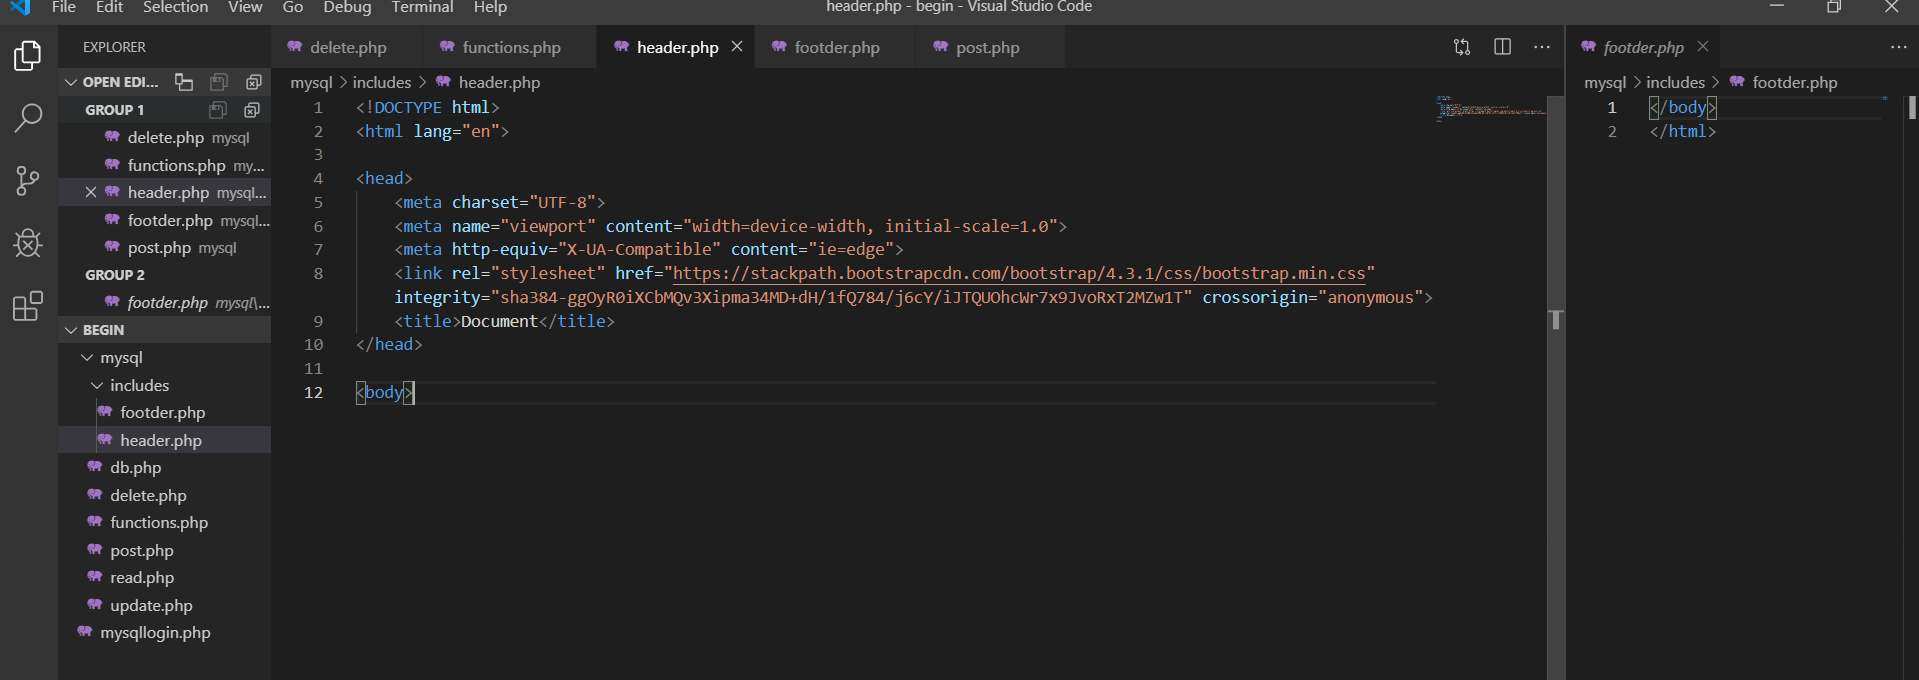 File Edit Selection View Go Debug Terminal Help header.php - begin - Visual Studio Code
EXPLORER
OPEN EDI...
GROUP 1
delete.php mysql
functions.php my...
header.php mysql...
footder.php mysql...
post.php mysql
GROUP 2
footder.php mysql\...
BEGIN
mysql
includes
footder.php
header.php
db.php
delete.php
functions.php
post.php
read.php
update.php
mysqllogin.php
delete.php functions.php header.php footder.php post.php
mysql > includes > header.php
1 <!DOCTYPE html>
2 <html lang="en">
3
4 <head>
5 <meta charset="UTF-8">
6 <meta name="viewport" content="width=device-width, initial-scale=1.0">
7 <meta http-equiv="X-UA-Compatible" content="ie=edge">
8 <link rel="stylesheet" href="https://stackpath.bootstrapcdn.com/bootstrap/4.3.1/css/bootstrap.min.css"
integrity="sha384-ggOyR0iXCbMQv3Xipma34MD+dH/1fQ784/j6cY/iJTQUOhcWr7x9JvoRxT2MZw1T" crossorigin="anonymous">
9 <title>Document</title>
10 </head>
11
12 <body>
footder.php
mysql > includes > footder.php
1 </body>
2 </html>